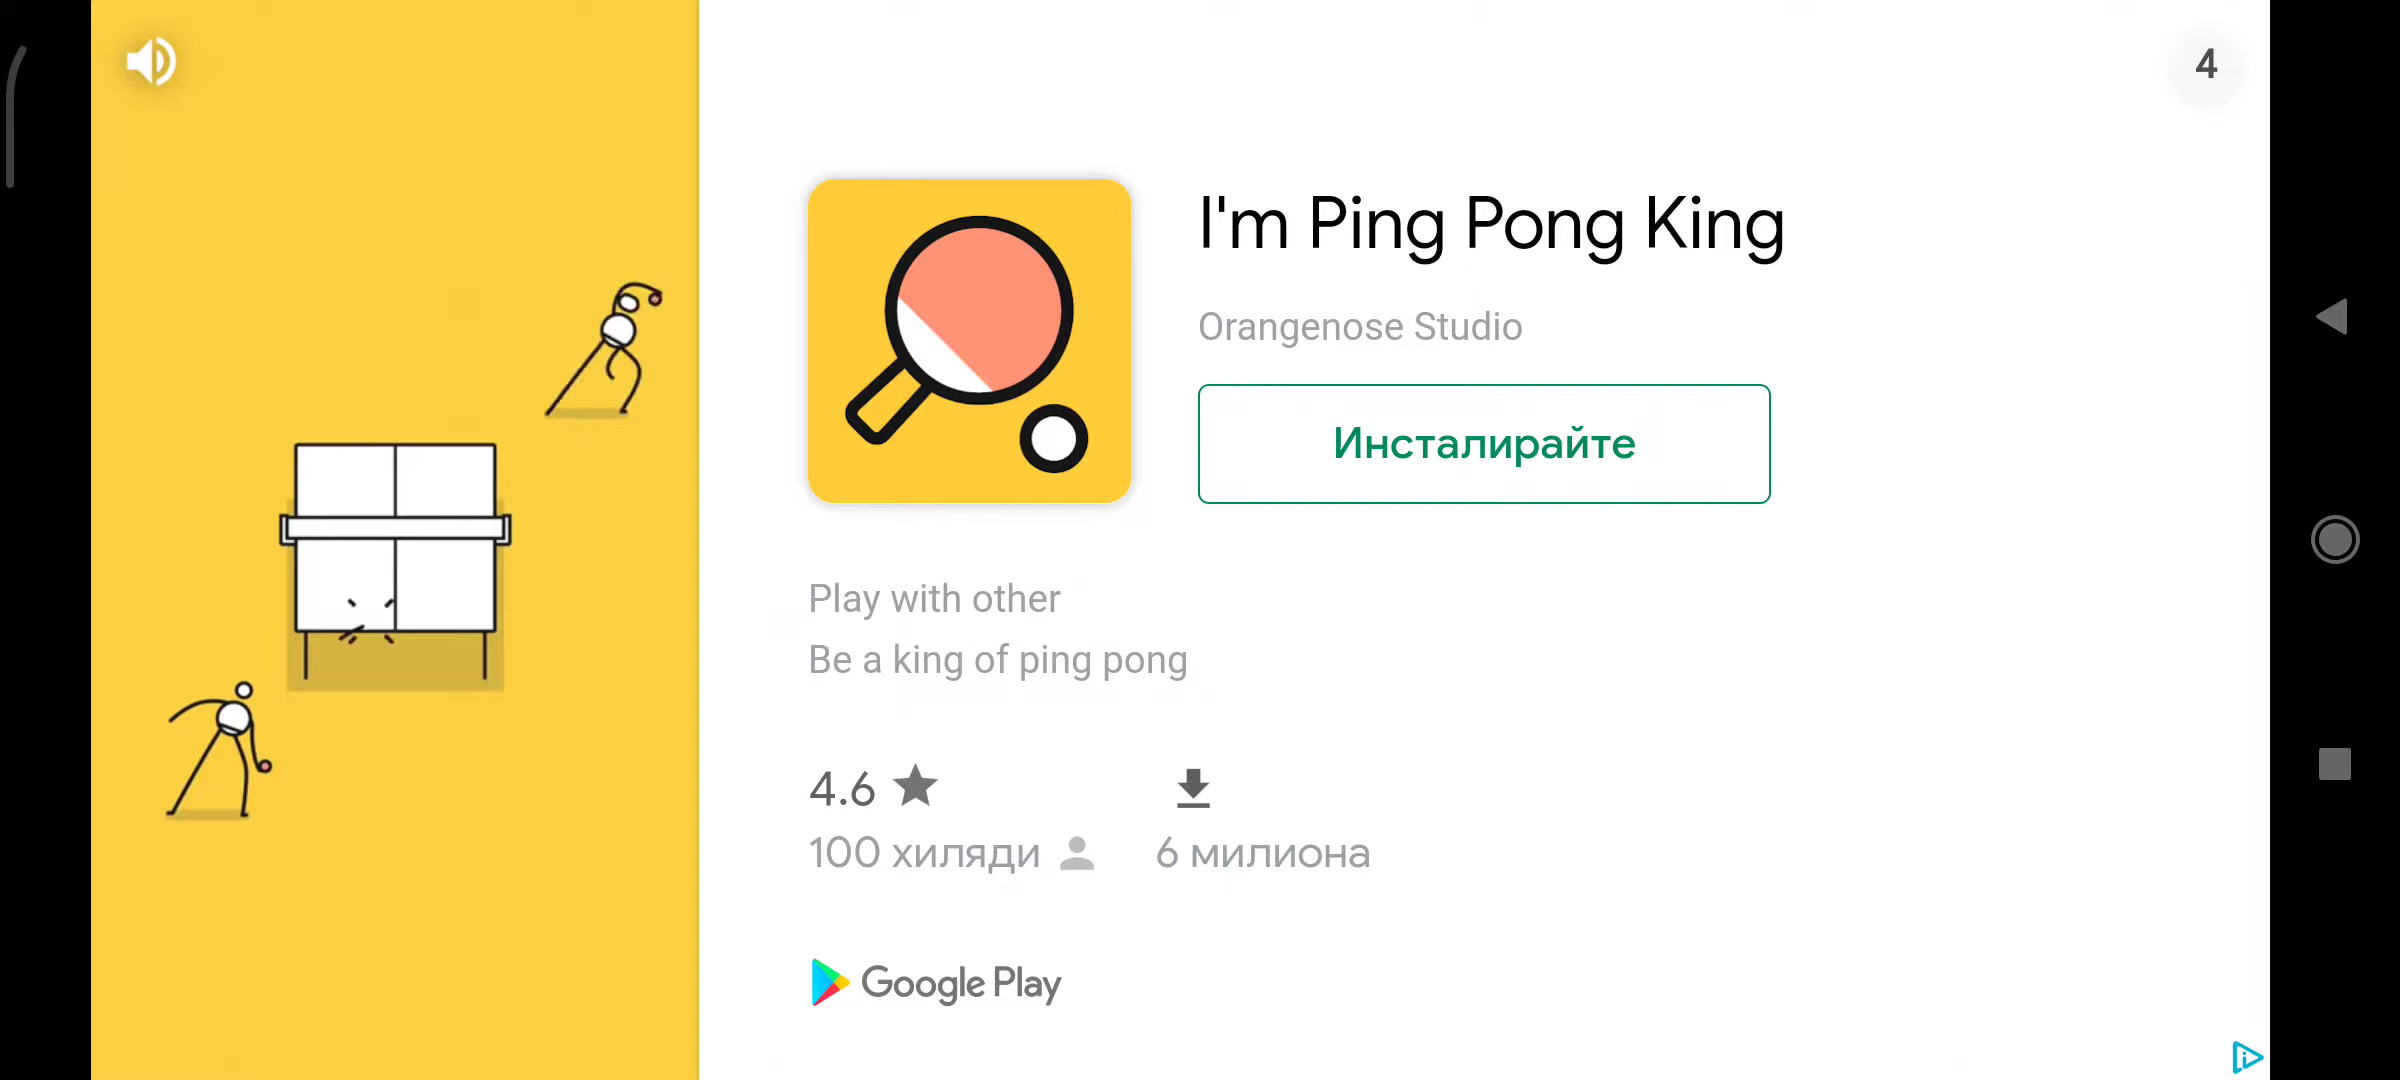 4
I'm Ping Pong King
Orangenose Studio
Инсталирайте
Play with other
Be a king of ping pong
4.6
100 хиляди
6 милиона
Google Play